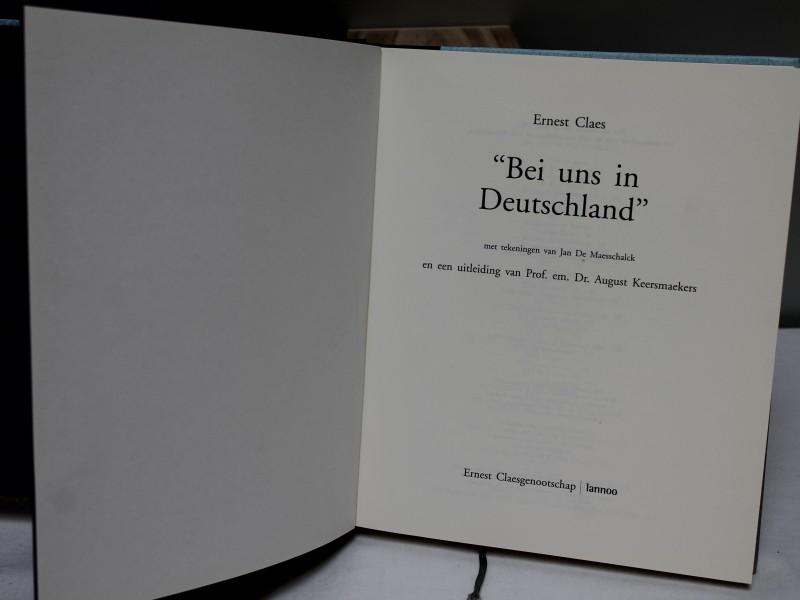 Ernest Claes
“Bei uns in
Deutschland”
met tekeningen van Jan De Maesschalck
en een uitleiding van Prof. em. Dr. August Keersmaekers
Ernest Claesgenootschap | lannoo